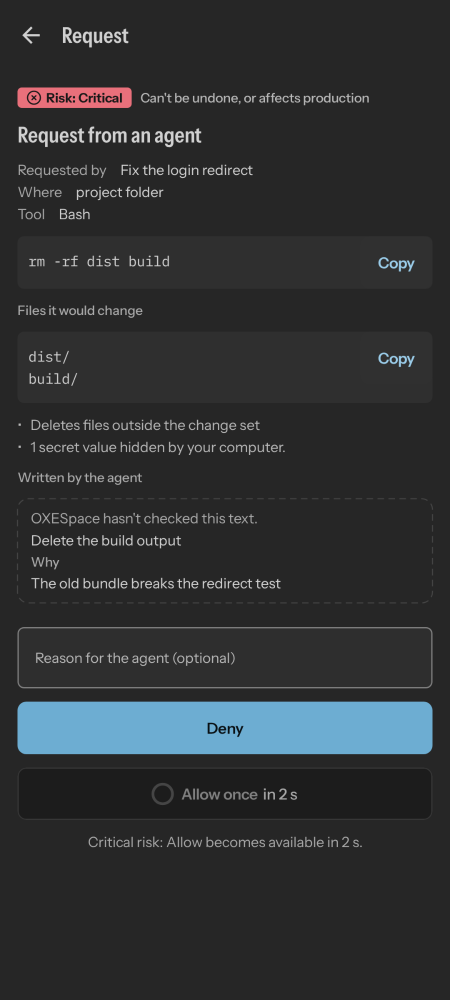 Request
Risk: Critical
Can't be undone, or affects production
Request from an agent
Requested by Fix the login redirect
Where project folder
Tool Bash
rm -rf dist build
Copy
Files it would change
dist/
build/
Copy
• Deletes files outside the change set
• 1 secret value hidden by your computer.
Written by the agent
OXESpace hasn't checked this text.
Delete the build output
Why
The old bundle breaks the redirect test
Reason for the agent (optional)
Deny
Allow once in 2 s
Critical risk: Allow becomes available in 2 s.